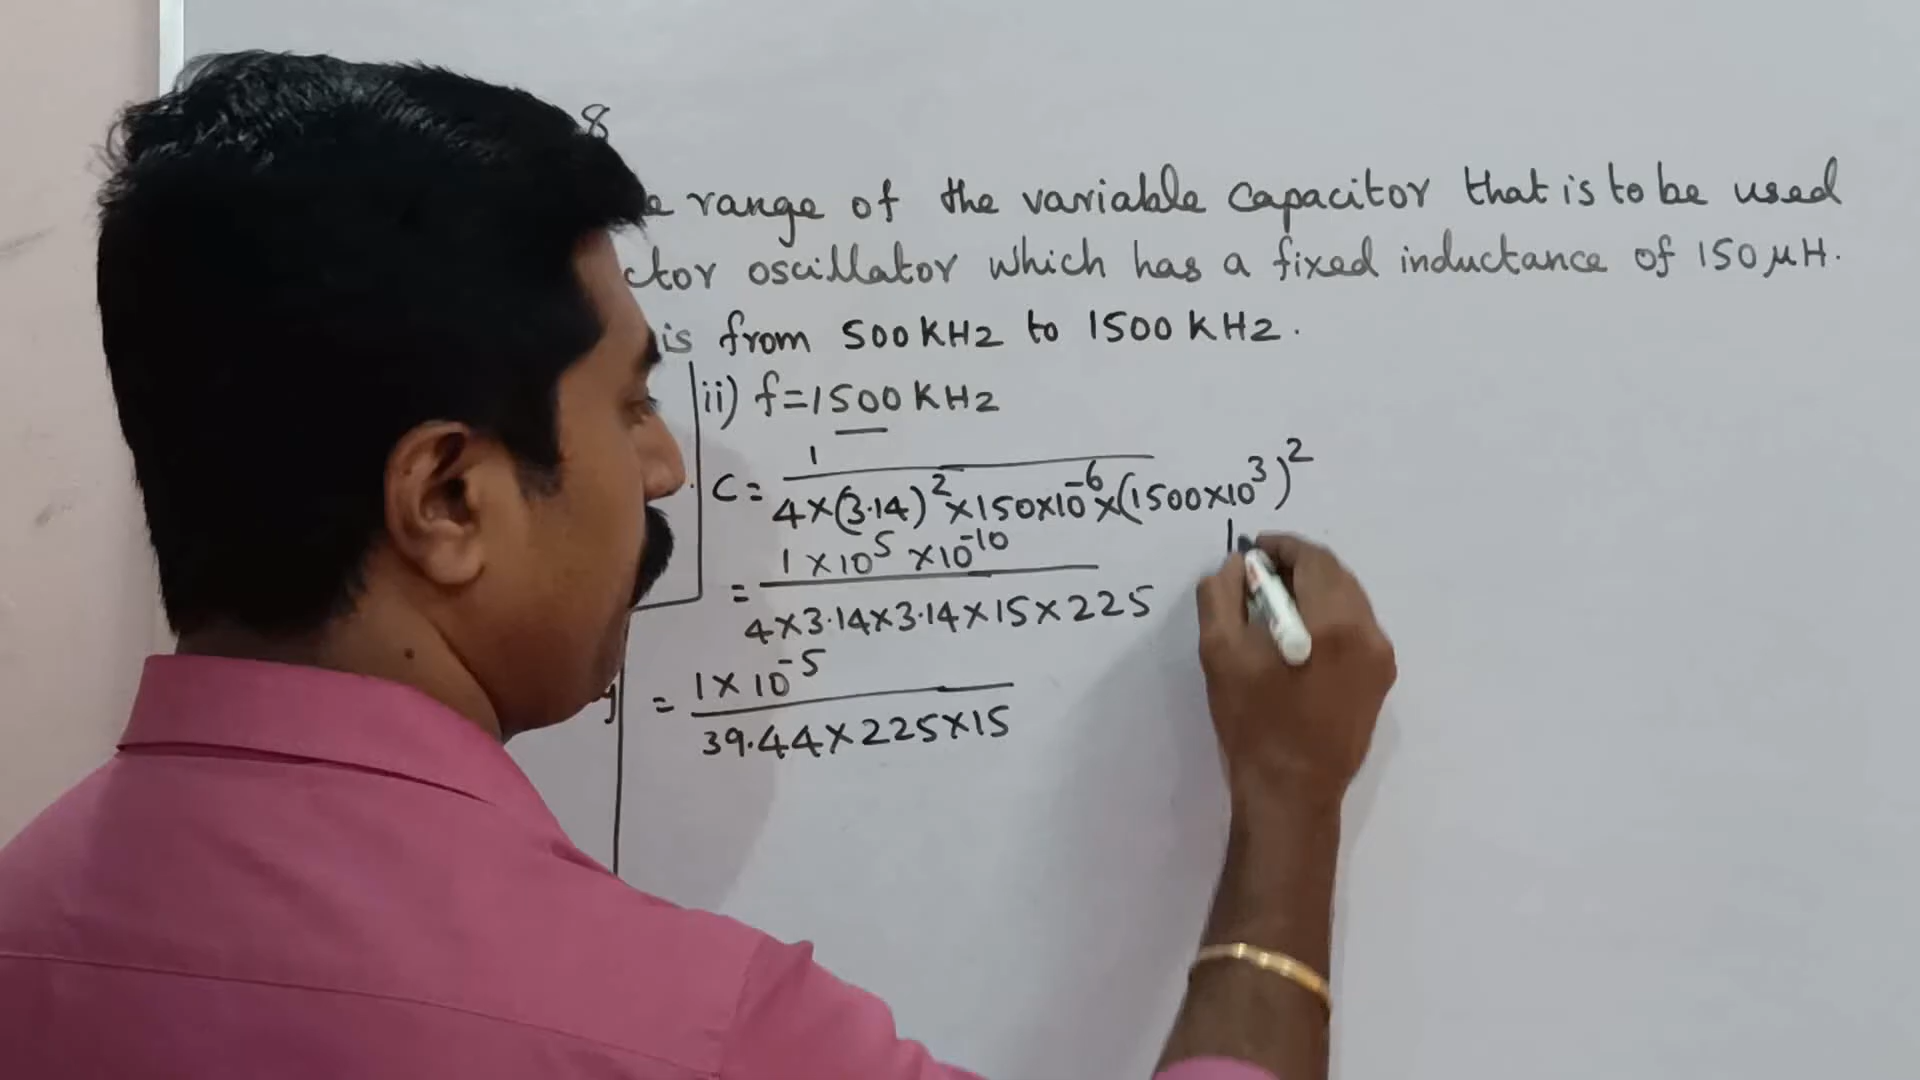 8
range of the variable capacitor that is to be used
ctor oscillator which has a fixed inductance of 150 μH.
is from 500 KHz to 1500 KHz.
ii) f=1500 KHz
1
C= 4×(3.14)²×150×10⁻⁶×(1500×10³)²
1×10⁵ ×10⁻¹⁰
= 4×3.14×3.14×15×225
1×10⁻⁵
= 39.44×225×15